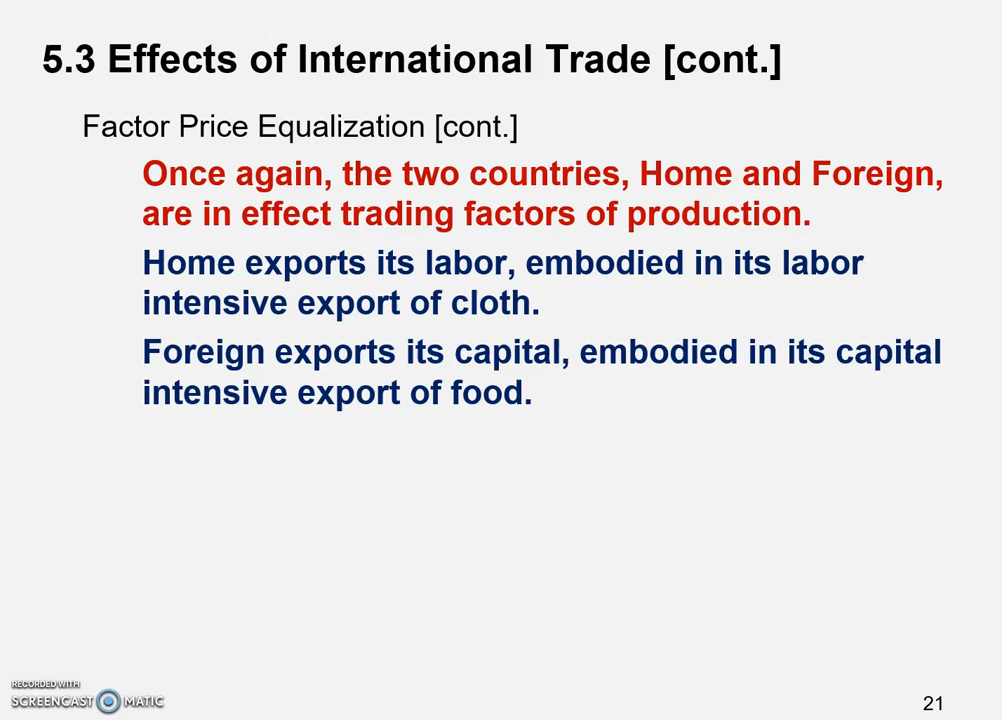 5.3 Effects of International Trade [cont.]
Factor Price Equalization [cont.]
Once again, the two countries, Home and Foreign,
are in effect trading factors of production.
Home exports its labor, embodied in its labor
intensive export of cloth.
Foreign exports its capital, embodied in its capital
intensive export of food.
RECORDED WITH
SCREENCAST MATIC
21